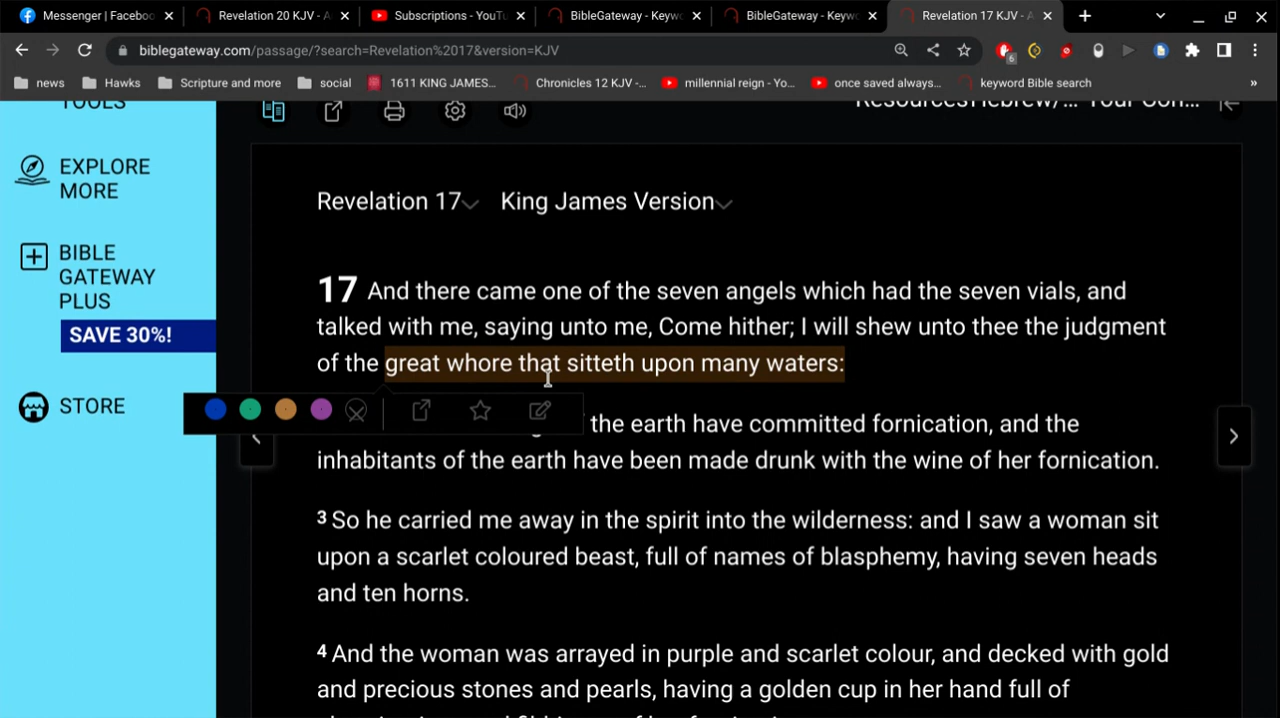 Messenger | Faceboo
Revelation 20 KJV - A
Subscriptions - YouTu
BibleGateway - Keywo
BibleGateway - Keywo
Revelation 17 KJV - A
biblegateway.com/passage/?search=Revelation%2017&version=KJV
6
news
Hawks
Scripture and more
social
1611 KING JAMES...
Chronicles 12 KJV -...
millennial reign - Yo...
once saved always...
keyword Bible search
»
TOOLS
Resources
Hebrew/...
Your Con...
EXPLORE
MORE
BIBLE
GATEWAY
PLUS
SAVE 30%!
STORE
Revelation 17
King James Version
17 And there came one of the seven angels which had the seven vials, and
talked with me, saying unto me, Come hither; I will shew unto thee the judgment
of the great whore that sitteth upon many waters:
the earth have committed fornication, and the
inhabitants of the earth have been made drunk with the wine of her fornication.
3 So he carried me away in the spirit into the wilderness: and I saw a woman sit
upon a scarlet coloured beast, full of names of blasphemy, having seven heads
and ten horns.
4 And the woman was arrayed in purple and scarlet colour, and decked with gold
and precious stones and pearls, having a golden cup in her hand full of